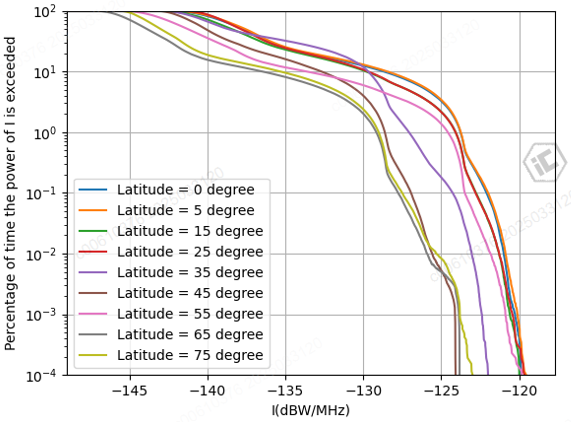 10²
10¹
10⁰
10⁻¹
10⁻²
10⁻³
10⁻⁴
Percentage of time the power of I is exceeded
Latitude = 0 degree
Latitude = 5 degree
Latitude = 15 degree
Latitude = 25 degree
Latitude = 35 degree
Latitude = 45 degree
Latitude = 55 degree
Latitude = 65 degree
Latitude = 75 degree
−145 −140 −135 −130 −125 −120
I(dBW/MHz)
iC